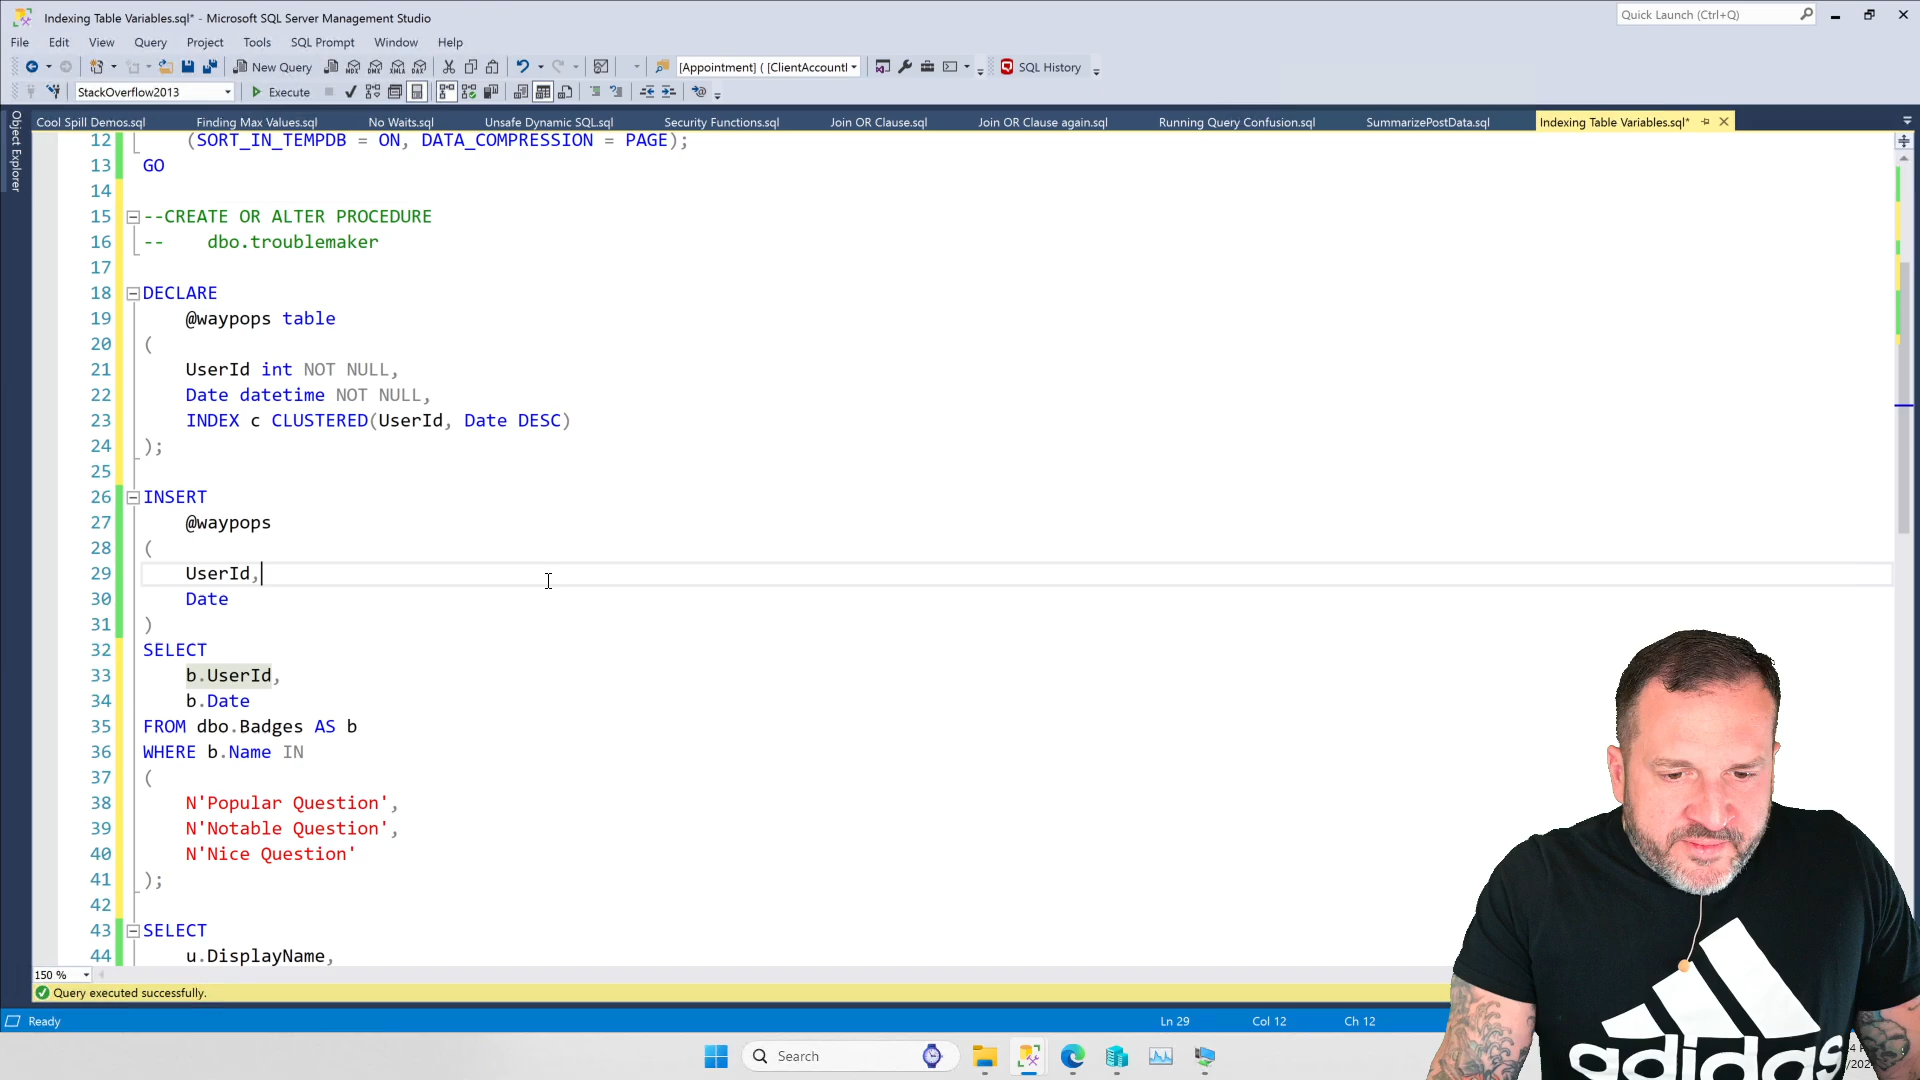 Indexing Table Variables.sql* - Microsoft SQL Server Management Studio
Quick Launch (Ctrl+Q)
File Edit View Query Project Tools SQL Prompt Window Help
New Query
[Appointment] ( [ClientAccountI
SQL History
StackOverflow2013
Execute
Cool Spill Demos.sql Finding Max Values.sql No Waits.sql Unsafe Dynamic SQL.sql Security Functions.sql Join OR Clause.sql Join OR Clause again.sql Running Query Confusion.sql SummarizePostData.sql Indexing Table Variables.sql*
Object Explorer
12 (SORT_IN_TEMPDB = ON, DATA_COMPRESSION = PAGE);
13 GO
14
15 --CREATE OR ALTER PROCEDURE
16 -- dbo.troublemaker
17
18 DECLARE
19 @waypops table
20 (
21 UserId int NOT NULL,
22 Date datetime NOT NULL,
23 INDEX c CLUSTERED(UserId, Date DESC)
24 );
25
26 INSERT
27 @waypops
28 (
29 UserId,
30 Date
31 )
32 SELECT
33 b.UserId,
34 b.Date
35 FROM dbo.Badges AS b
36 WHERE b.Name IN
37 (
38 N'Popular Question',
39 N'Notable Question',
40 N'Nice Question'
41 );
42
43 SELECT
44 u.DisplayName,
150 %
Query executed successfully.
Ready
Ln 29 Col 12 Ch 12
Search
adidas